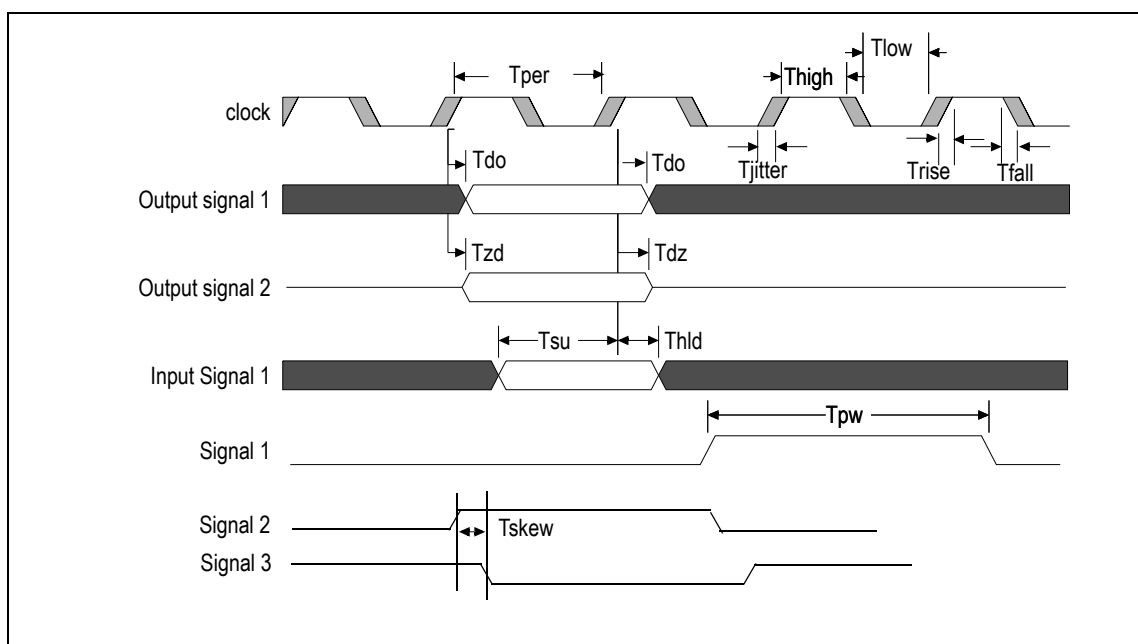 Tlow
Tper
Thigh
clock
Tdo
Tdo
Tjitter
Trise
Tfall
Output signal 1
Tzd
Tdz
Output signal 2
Tsu
Thld
Input Signal 1
Tpw
Signal 1
Signal 2
Tskew
Signal 3